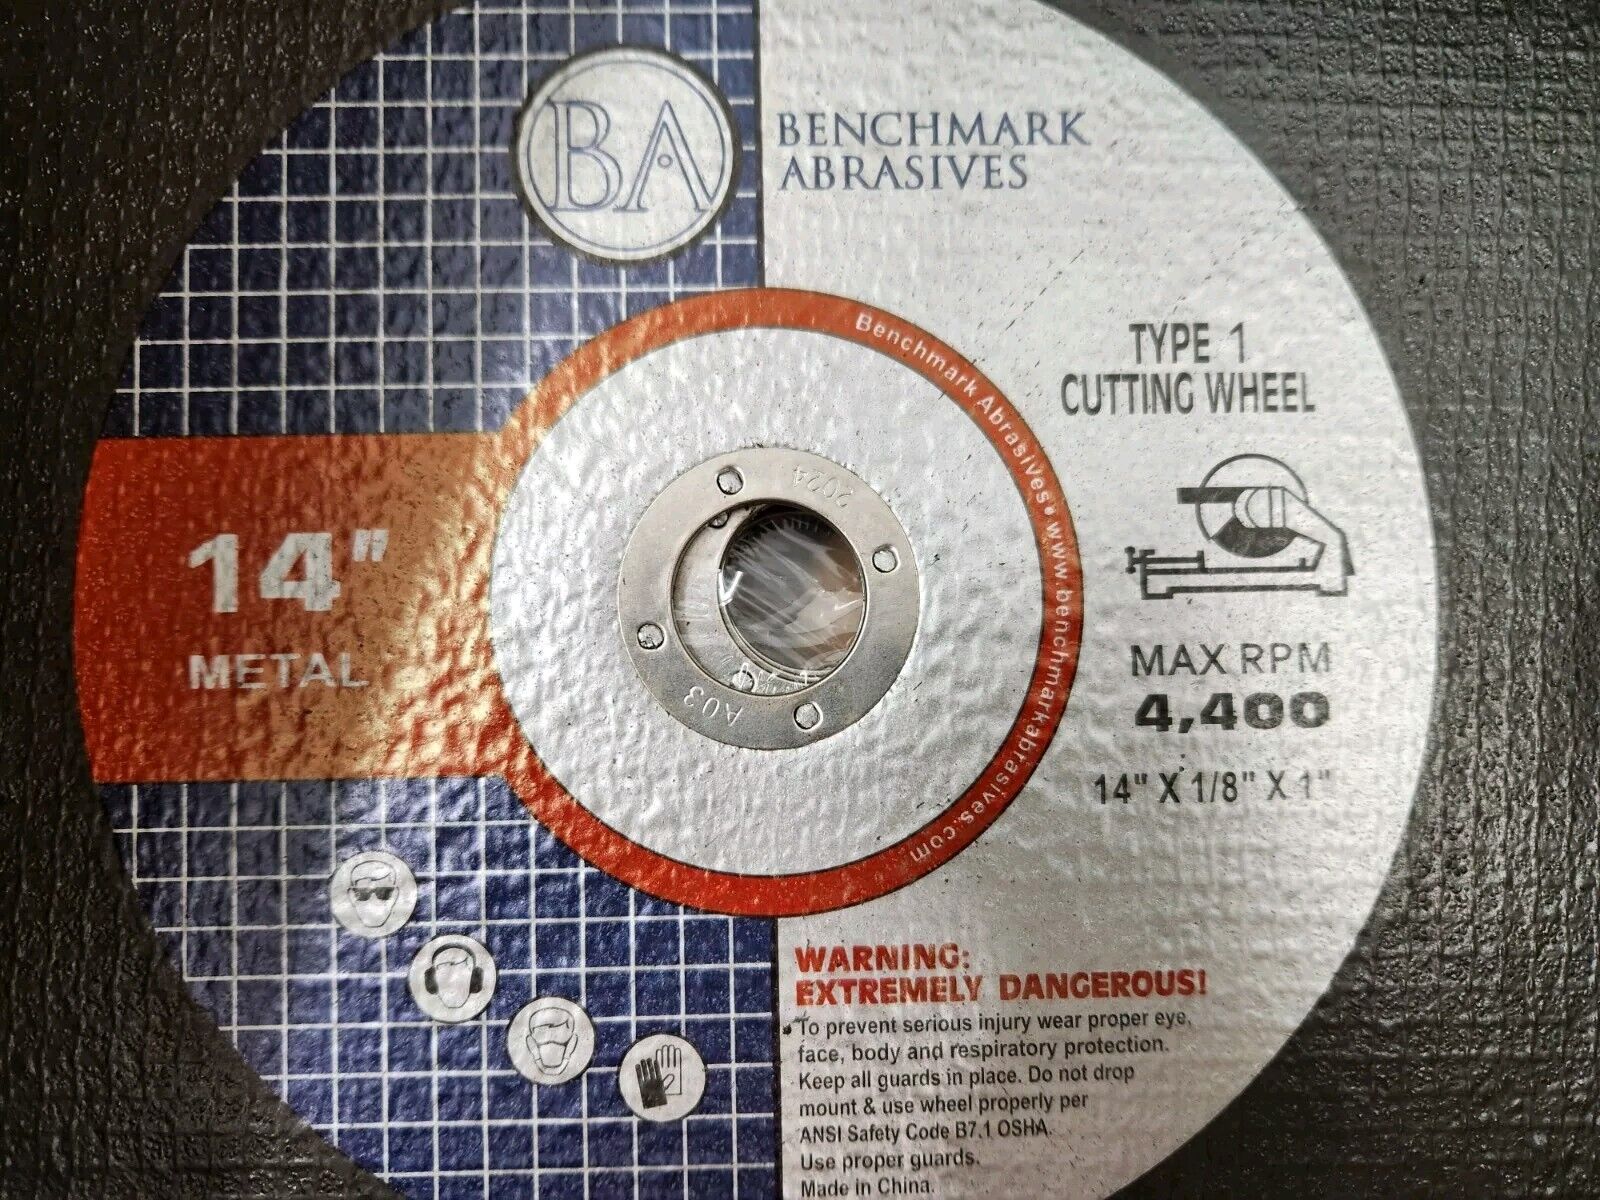 BA
BENCHMARK
ABRASIVES
Benchmark Abrasives • www.benchmarkabrasives.com
TYPE 1
CUTTING WHEEL
2024
A03
14"
METAL
MAX RPM
4,400
14" X 1/8" X 1"
WARNING:
EXTREMELY DANGEROUS!
To prevent serious injury wear proper eye,
face, body and respiratory protection.
Keep all guards in place. Do not drop
mount & use wheel properly per
ANSI Safety Code B7.1 OSHA.
Use proper guards.
Made in China.